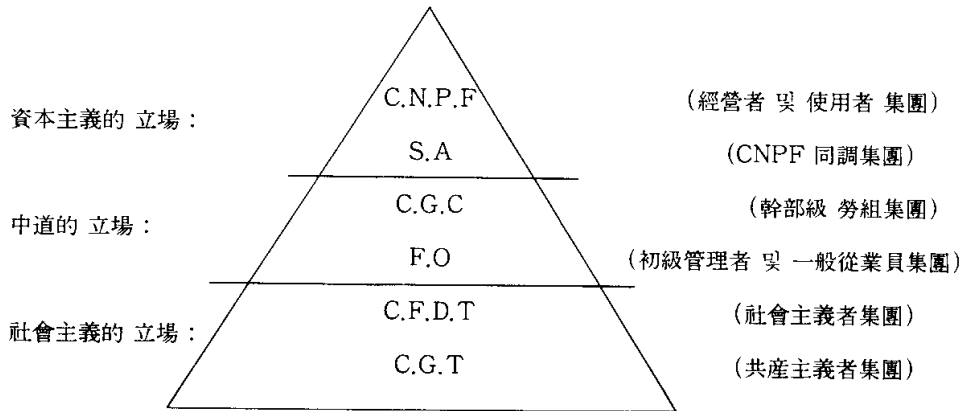 C.N.P.F (經營者 및 使用者 集團)
資本主義的 立場 :
S.A (CNPF 同調集團)
C.G.C (幹部級 勞組集團)
中道的 立場 :
F.O (初級管理者 및 一般從業員集團)
C.F.D.T (社會主義者集團)
社會主義的 立場 :
C.G.T (共産主義者集團)